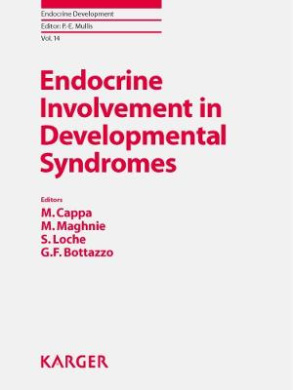 Endocrine Development
Editor: P.-E. Mullis
Vol. 14
Endocrine
Involvement in
Developmental
Syndromes
Editors
M. Cappa
M. Maghnie
S. Loche
G.F. Bottazzo
KARGER